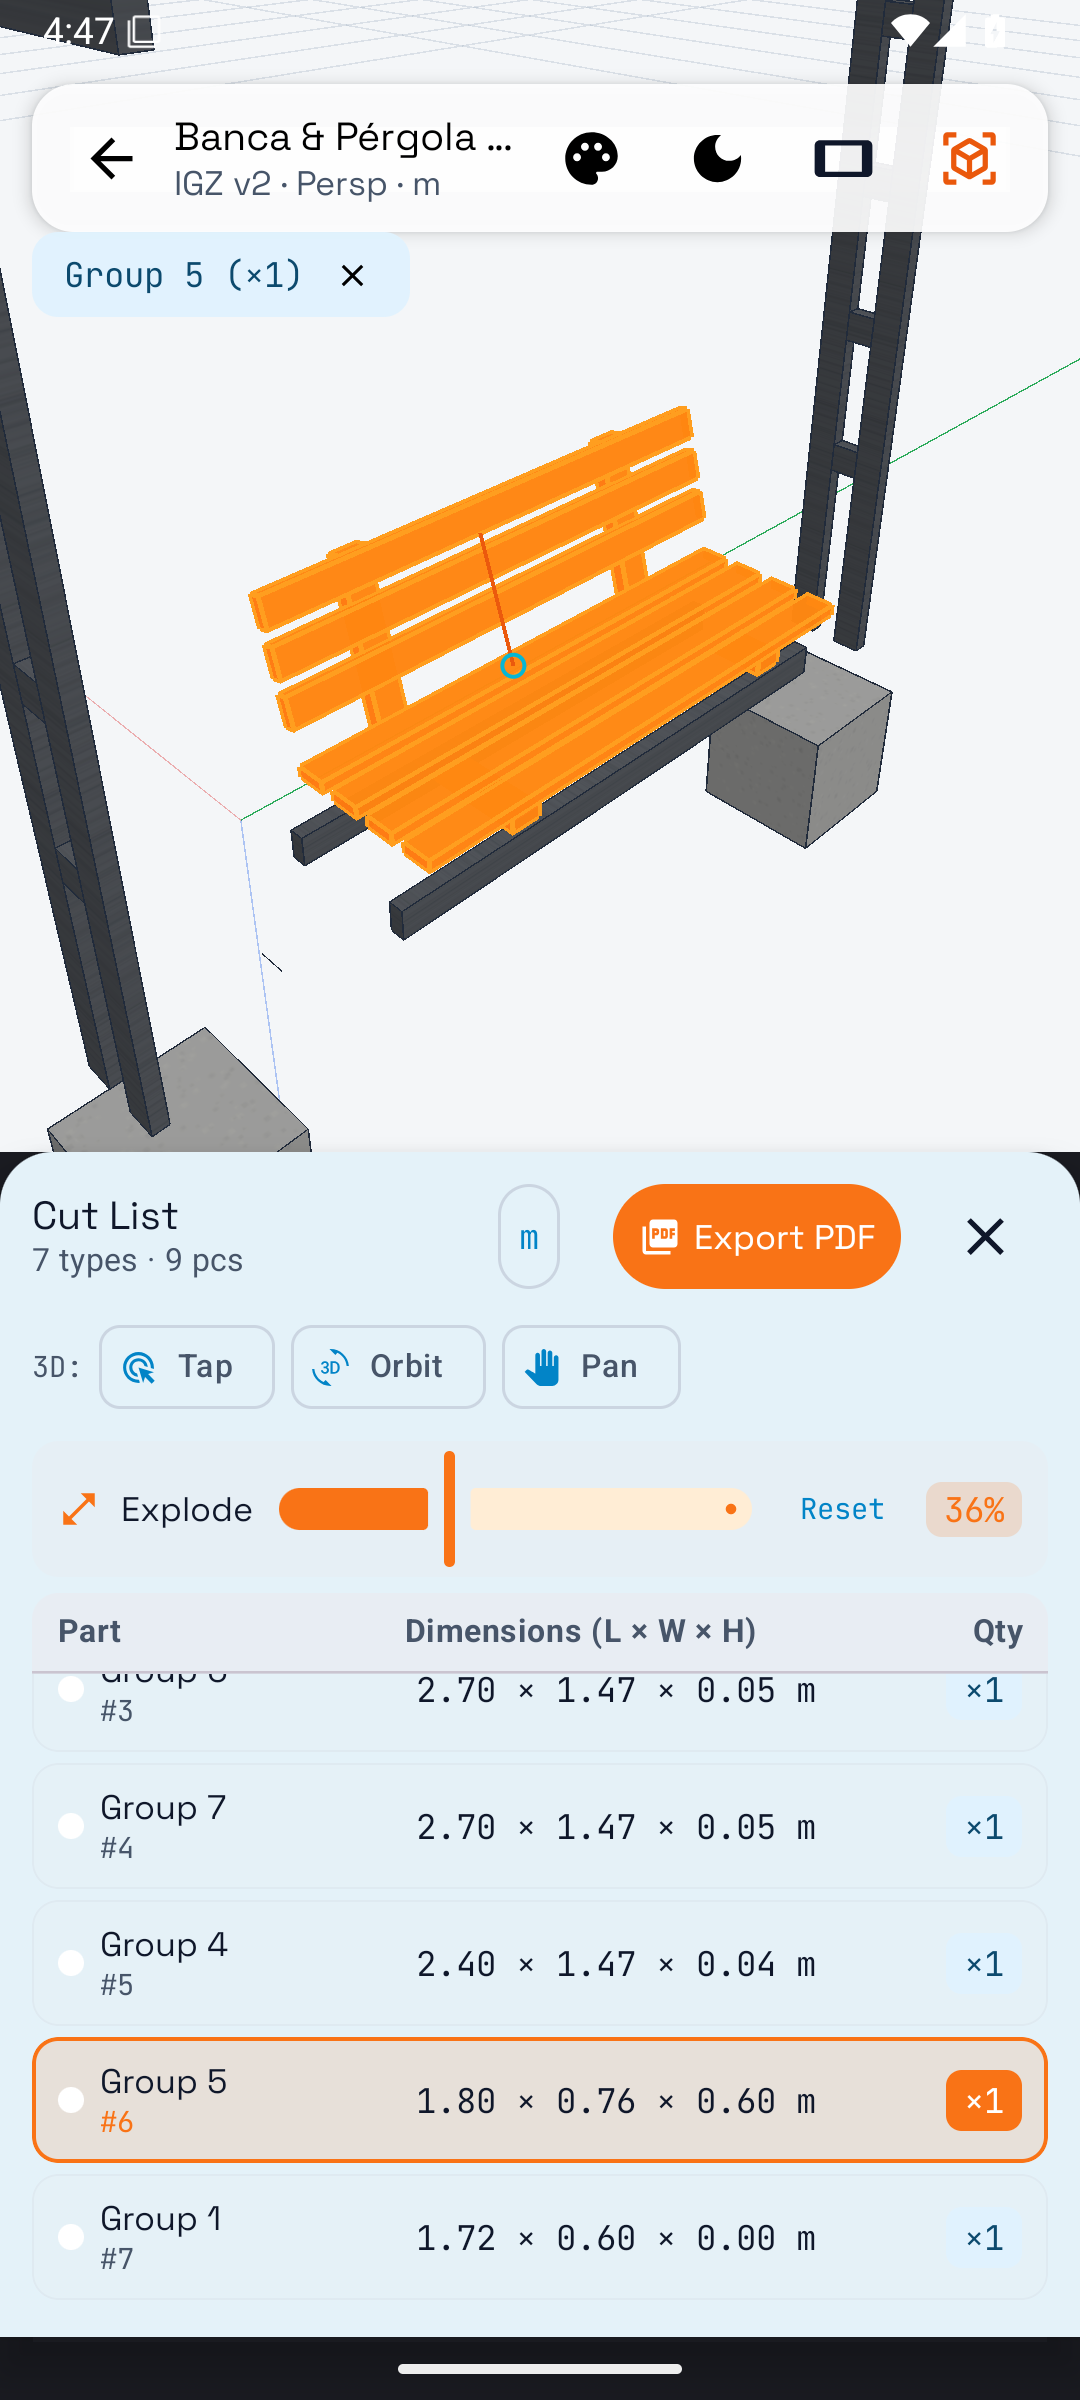 4:47
Banca & Pérgola ...
IGZ v2 · Persp · m
Group 5 (×1)
Cut List
7 types · 9 pcs
m
PDF
Export PDF
3D:
Tap
3D
Orbit
Pan
Explode
Reset
36%
Part
Dimensions (L × W × H)
Qty
#3
2.70 × 1.47 × 0.05 m
×1
Group 7
#4
2.70 × 1.47 × 0.05 m
×1
Group 4
#5
2.40 × 1.47 × 0.04 m
×1
Group 5
#6
1.80 × 0.76 × 0.60 m
×1
Group 1
#7
1.72 × 0.60 × 0.00 m
×1